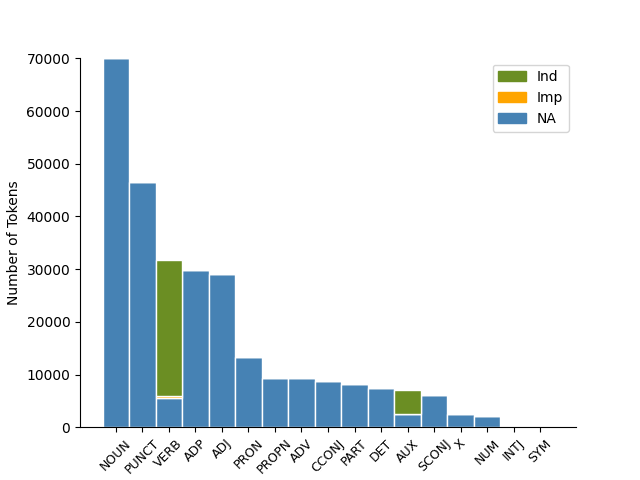 70000
60000
50000
40000
30000
20000
10000
0
Number of Tokens
Ind
Imp
NA
NOUN
PUNCT
VERB
ADP
ADJ
PRON
PROPN
ADV
CCONJ
PART
DET
AUX
SCONJ
X
NUM
INTJ
SYM